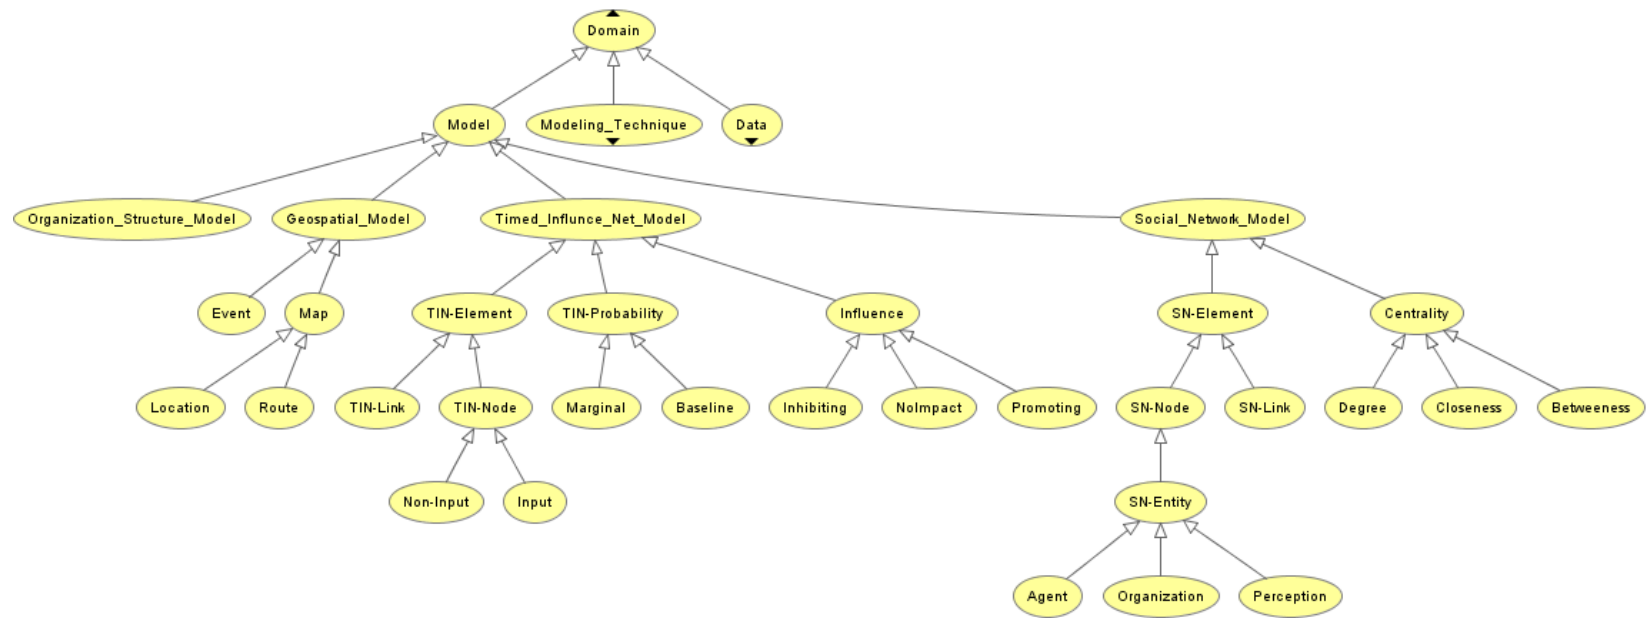 Domain
Model
Modeling_Technique
Data
Organization_Structure_Model
Geospatial_Model
Timed_Influnce_Net_Model
Social_Network_Model
Event
Map
TIN-Element
TIN-Probability
Influence
SN-Element
Centrality
Location
Route
TIN-Link
TIN-Node
Marginal
Baseline
Inhibiting
NoImpact
Promoting
SN-Node
SN-Link
Degree
Closeness
Betweeness
Non-Input
Input
SN-Entity
Agent
Organization
Perception